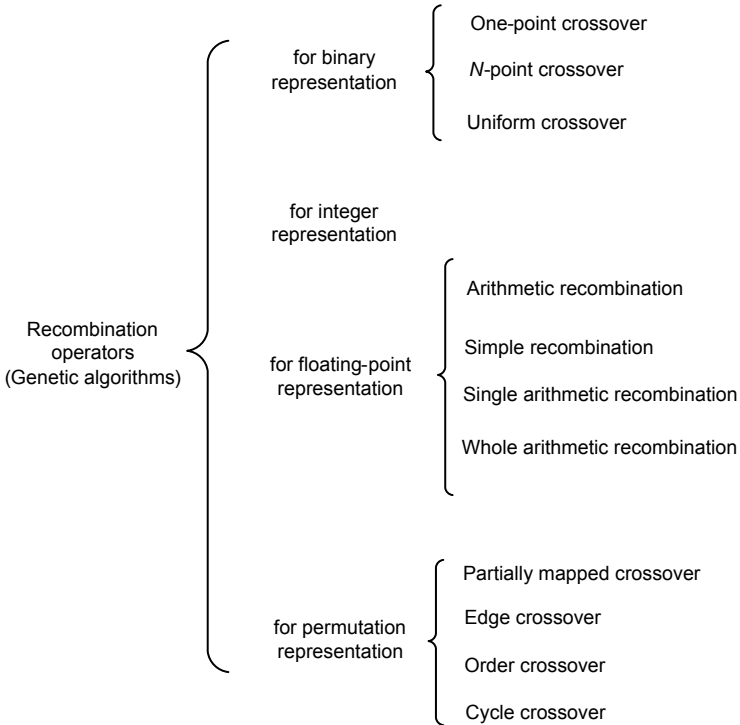 Recombination
operators
(Genetic algorithms)
for binary
representation
One-point crossover
N-point crossover
Uniform crossover
for integer
representation
for floating-point
representation
Arithmetic recombination
Simple recombination
Single arithmetic recombination
Whole arithmetic recombination
for permutation
representation
Partially mapped crossover
Edge crossover
Order crossover
Cycle crossover